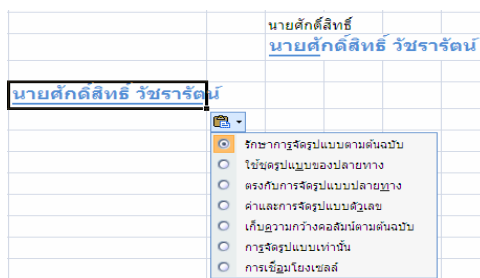 นายศักดิ์สิทธิ์
นายศักดิ์สิทธิ์ วัชรารัตน์
นายศักดิ์สิทธิ์ วัชรารัตน์
รักษาการจัดรูปแบบตามต้นฉบับ
ใช้ชุดรูปแบบของปลายทาง
ตรงกับการจัดรูปแบบปลายทาง
ค่าและการจัดรูปแบบตัวเลข
เก็บความกว้างคอลัมน์ตามต้นฉบับ
การจัดรูปแบบเท่านั้น
การเชื่อมโยงเซลล์